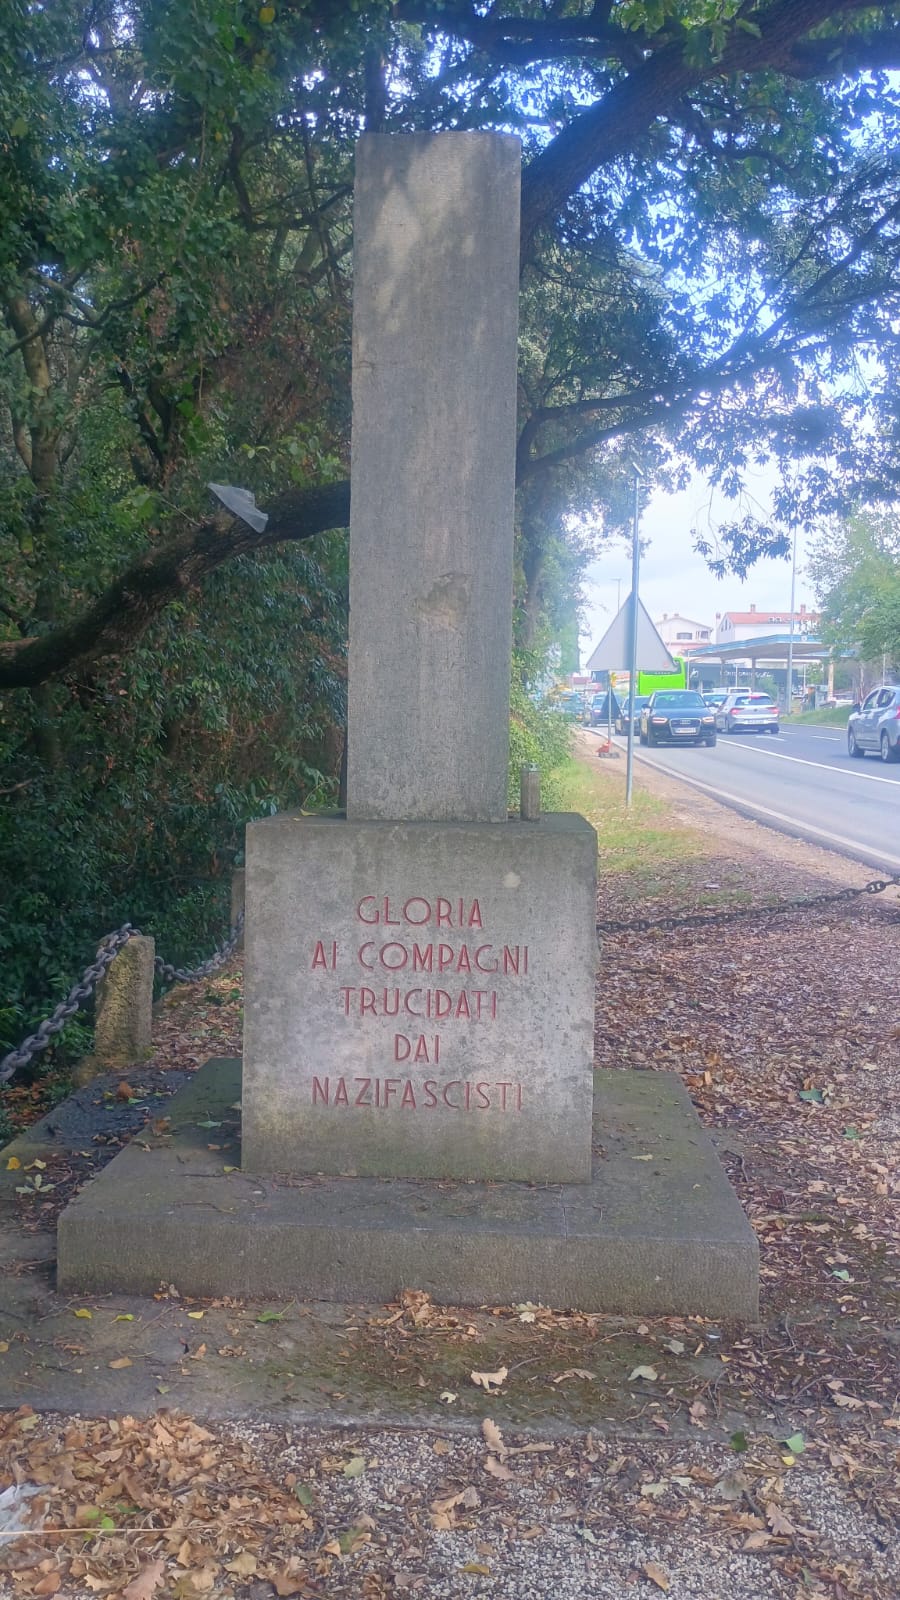 GLORIA
AI COMPAGNI
TRUCIDATI
DAI
NAZIFASCISTI